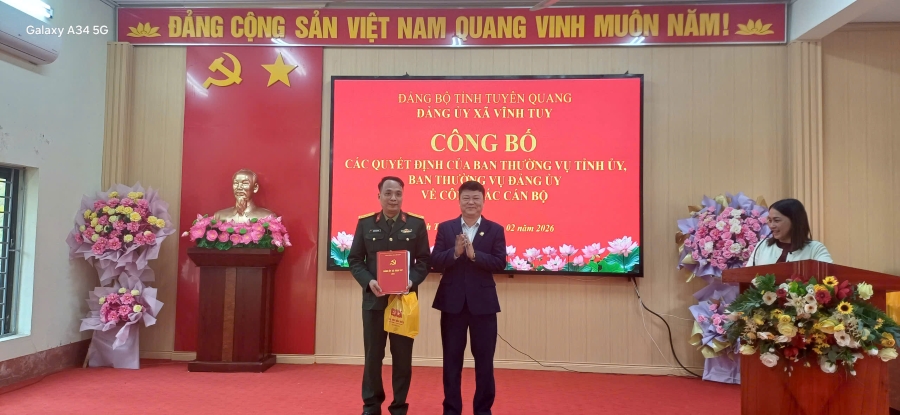 Galaxy A34 5G
ĐẢNG CỘNG SẢN VIỆT NAM QUANG VINH MUÔN NĂM!
ĐẢNG BỘ TỈNH TUYÊN QUANG
ĐẢNG ỦY XÃ VĨNH TUY
CÔNG BỐ
CÁC QUYẾT ĐỊNH CỦA BAN THƯỜNG VỤ TỈNH ỦY,
BAN THƯỜNG VỤ ĐẢNG ỦY
VỀ CÁN BỘ
02 năm 2026